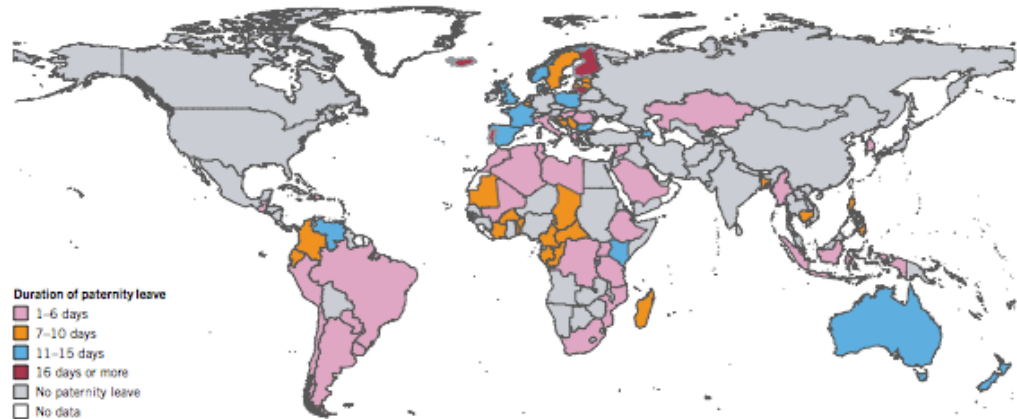 Duration of paternity leave
1–6 days
7–10 days
11–15 days
16 days or more
No paternity leave
No data